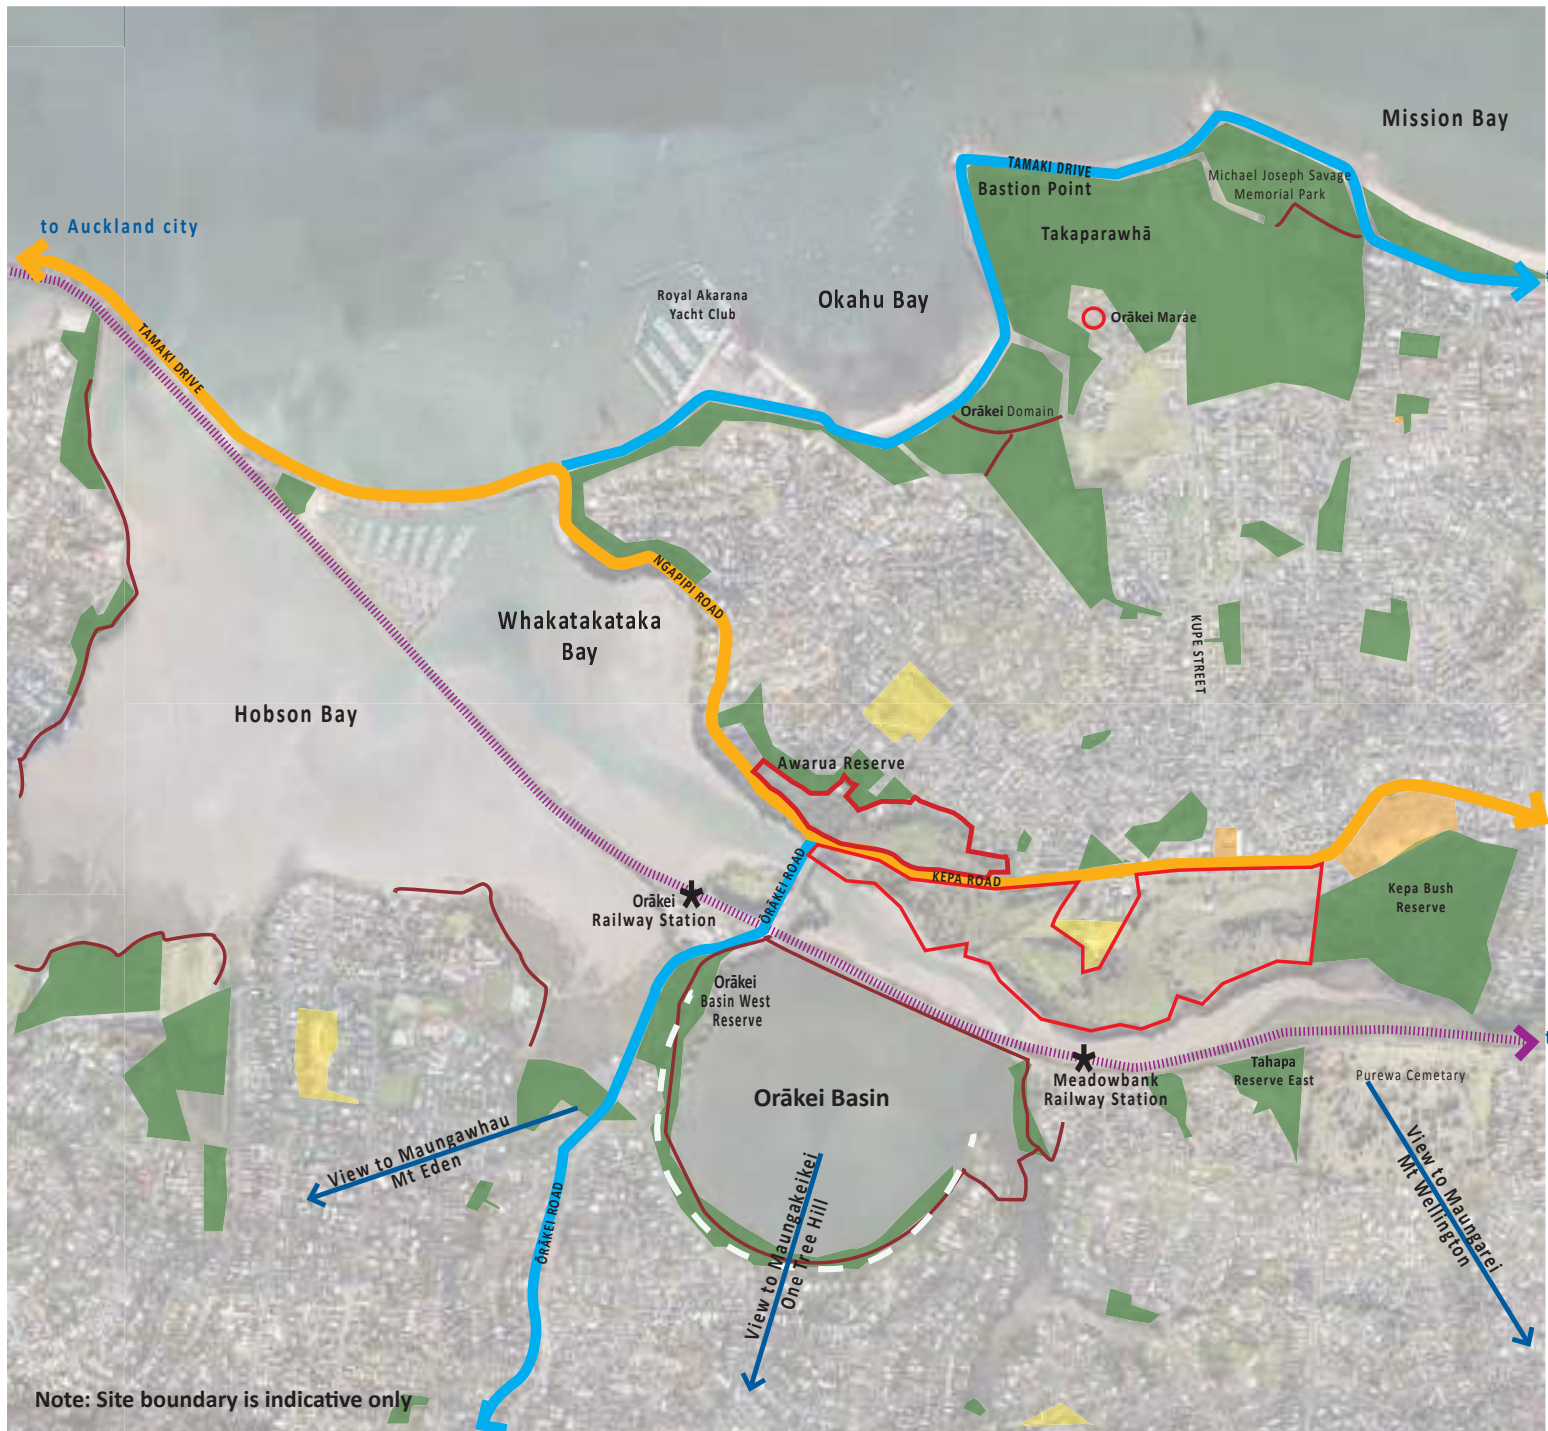 Mission Bay
TAMAKI DRIVE
Bastion Point
Michael Joseph Savage
Memorial Park
to Auckland city
Takaparawhā
Royal Akarana
Yacht Club
Okahu Bay
Orākei Marae
TAMAKI DRIVE
Orākei Domain
NGAPIPI ROAD
Whakatakataka
Bay
KUPE STREET
Hobson Bay
Awarua Reserve
KEPA ROAD
Kepa Bush
Reserve
Orākei
Railway Station
ŌRĀKEI ROAD
Orākei
Basin West
Reserve
Meadowbank
Railway Station
Tahapa
Reserve East
Purewa Cemetery
Orākei Basin
View to Maungawhau
Mt Eden
View to Maungakeikei
One Tree Hill
View to Maungarei
Mt Wellington
ŌRĀKEI ROAD
Note: Site boundary is indicative only